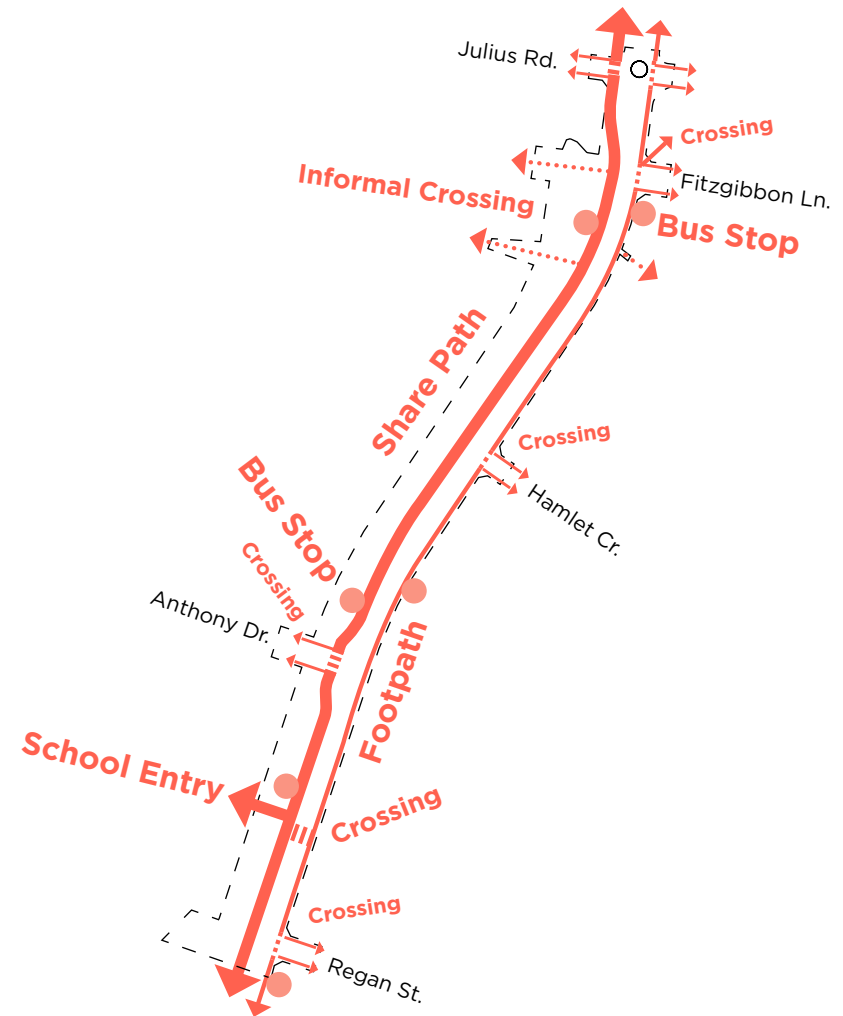 Julius Rd.
Crossing
Informal Crossing
Fitzgibbon Ln.
Bus Stop
Share Path
Crossing
Bus Stop
Hamlet Cr.
Crossing
Anthony Dr.
Footpath
School Entry
Crossing
Crossing
Regan St.